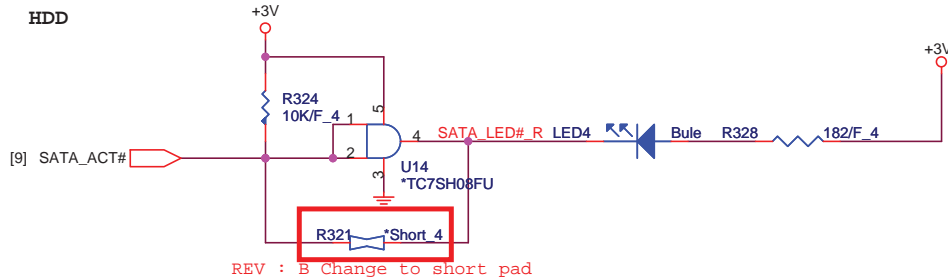 HDD
+3V
+3V
R324
10K/F_4
5
1
4
SATA_LED#_R
LED4
Bule
R328
182/F_4
[9] SATA_ACT#
2
3
U14
*TC7SH08FU
R321
*Short_4
REV : B Change to short pad